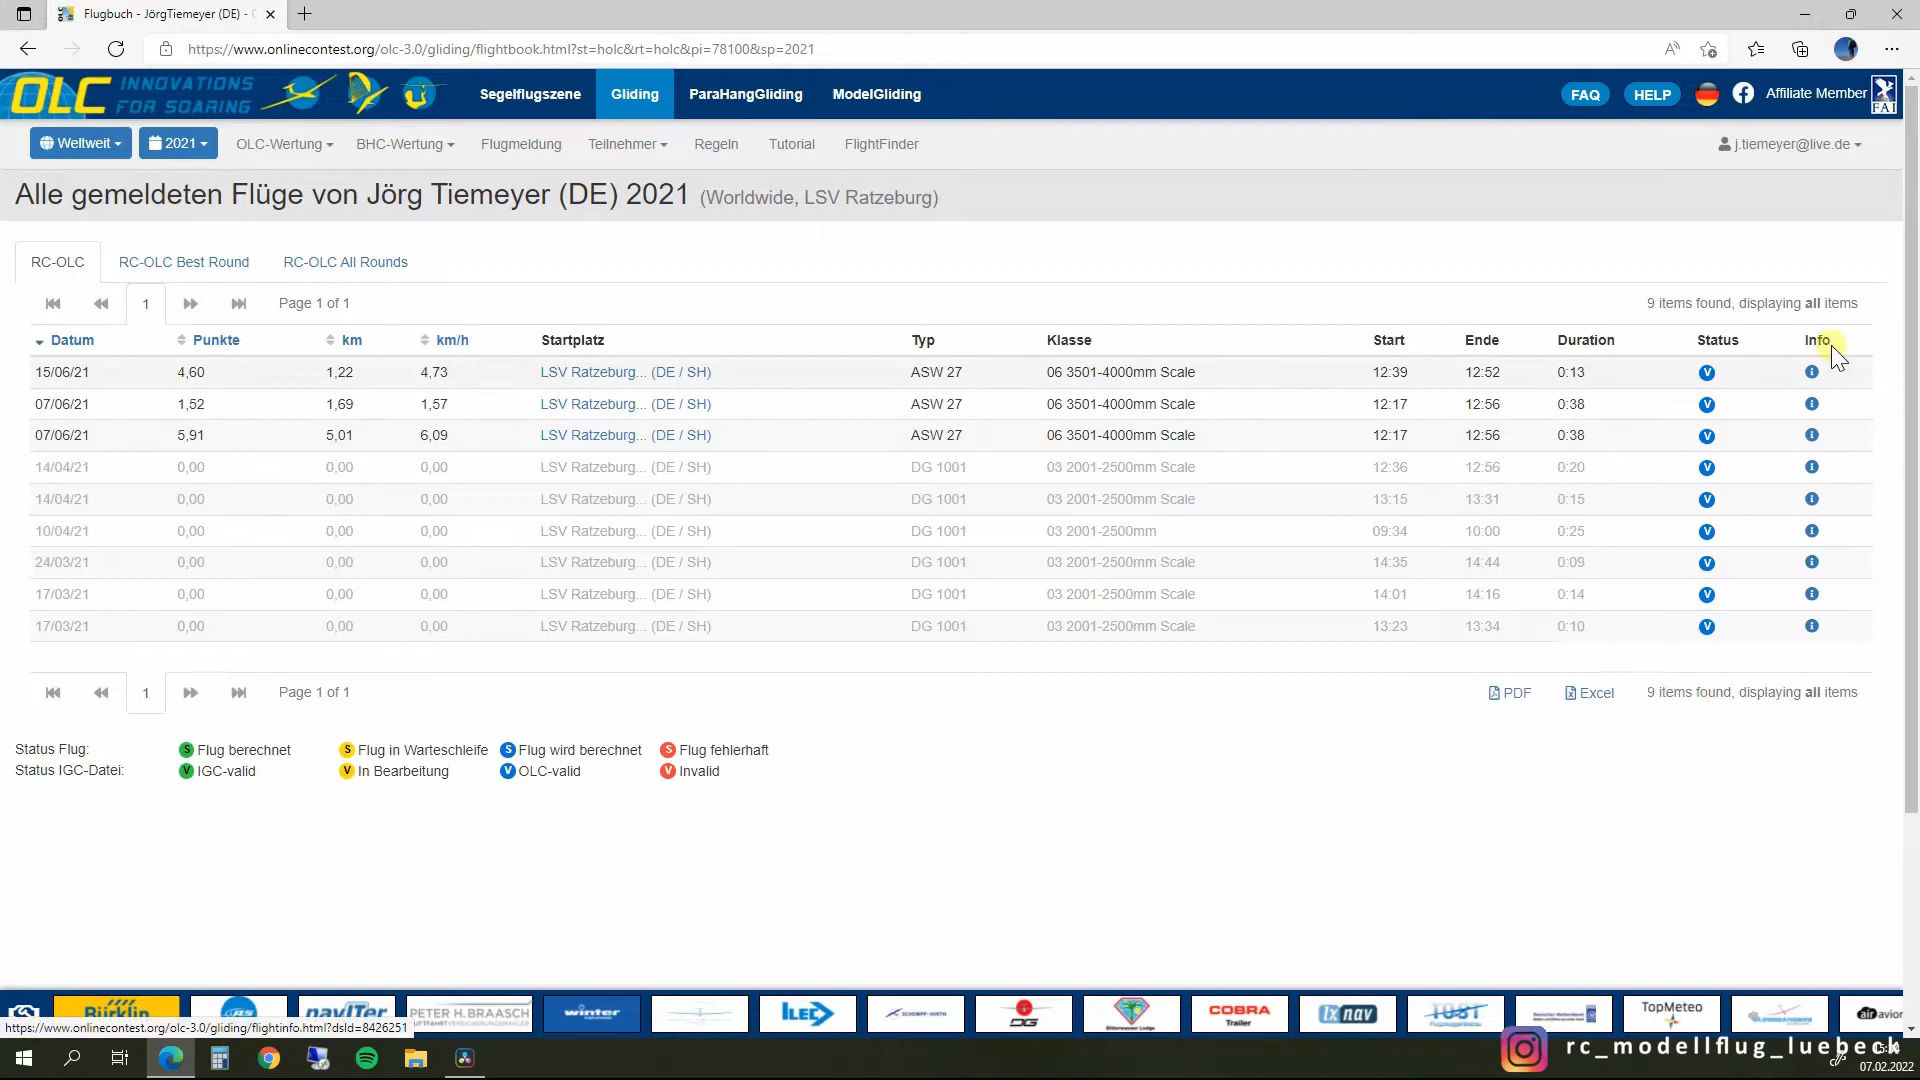 Flugbuch - JörgTiemeyer (DE) -
https://www.onlinecontest.org/olc-3.0/gliding/flightbook.html?st=holc&rt=holc&pi=78100&sp=2021
OLC INNOVATIONS FOR SOARING
Segelflugszene Gliding ParaHangGliding ModelGliding
FAQ HELP Affiliate Member FAI
Weltweit 2021 OLC-Wertung BHC-Wertung Flugmeldung Teilnehmer Regeln Tutorial FlightFinder j.tiemeyer@live.de
Alle gemeldeten Flüge von Jörg Tiemeyer (DE) 2021 (Worldwide, LSV Ratzeburg)
RC-OLC RC-OLC Best Round RC-OLC All Rounds
1 Page 1 of 1 9 items found, displaying all items
Datum Punkte km km/h Startplatz Typ Klasse Start Ende Duration Status Info
15/06/21 4,60 1,22 4,73 LSV Ratzeburg... (DE / SH) ASW 27 06 3501-4000mm Scale 12:39 12:52 0:13 V i
07/06/21 1,52 1,69 1,57 LSV Ratzeburg... (DE / SH) ASW 27 06 3501-4000mm Scale 12:17 12:56 0:38 V i
07/06/21 5,91 5,01 6,09 LSV Ratzeburg... (DE / SH) ASW 27 06 3501-4000mm Scale 12:17 12:56 0:38 V i
14/04/21 0,00 0,00 0,00 LSV Ratzeburg... (DE / SH) DG 1001 03 2001-2500mm Scale 12:36 12:56 0:20 V i
14/04/21 0,00 0,00 0,00 LSV Ratzeburg... (DE / SH) DG 1001 03 2001-2500mm Scale 13:15 13:31 0:15 V i
10/04/21 0,00 0,00 0,00 LSV Ratzeburg... (DE / SH) DG 1001 03 2001-2500mm 09:34 10:00 0:25 V i
24/03/21 0,00 0,00 0,00 LSV Ratzeburg... (DE / SH) DG 1001 03 2001-2500mm Scale 14:35 14:44 0:09 V i
17/03/21 0,00 0,00 0,00 LSV Ratzeburg... (DE / SH) DG 1001 03 2001-2500mm Scale 14:01 14:16 0:14 V i
17/03/21 0,00 0,00 0,00 LSV Ratzeburg... (DE / SH) DG 1001 03 2001-2500mm Scale 13:23 13:34 0:10 V i
1 Page 1 of 1 PDF Excel 9 items found, displaying all items
Status Flug: S Flug berechnet S Flug in Warteschleife S Flug wird berechnet S Flug fehlerhaft
Status IGC-Datei: V IGC-valid V In Bearbeitung V OLC-valid V Invalid
Bürklin navITer PETER H. BRAASCH LUFTFAHRTVERSICHERUNGSMAKLER winter ILEC SCHEMPP-HIRTH DG Bitterwasser Lodge COBRA Trailer lxnav TOST TopMeteo air avion
https://www.onlinecontest.org/olc-3.0/gliding/flightinfo.html?dsId=8426251
rc_modellflug_luebeck
07.02.2022